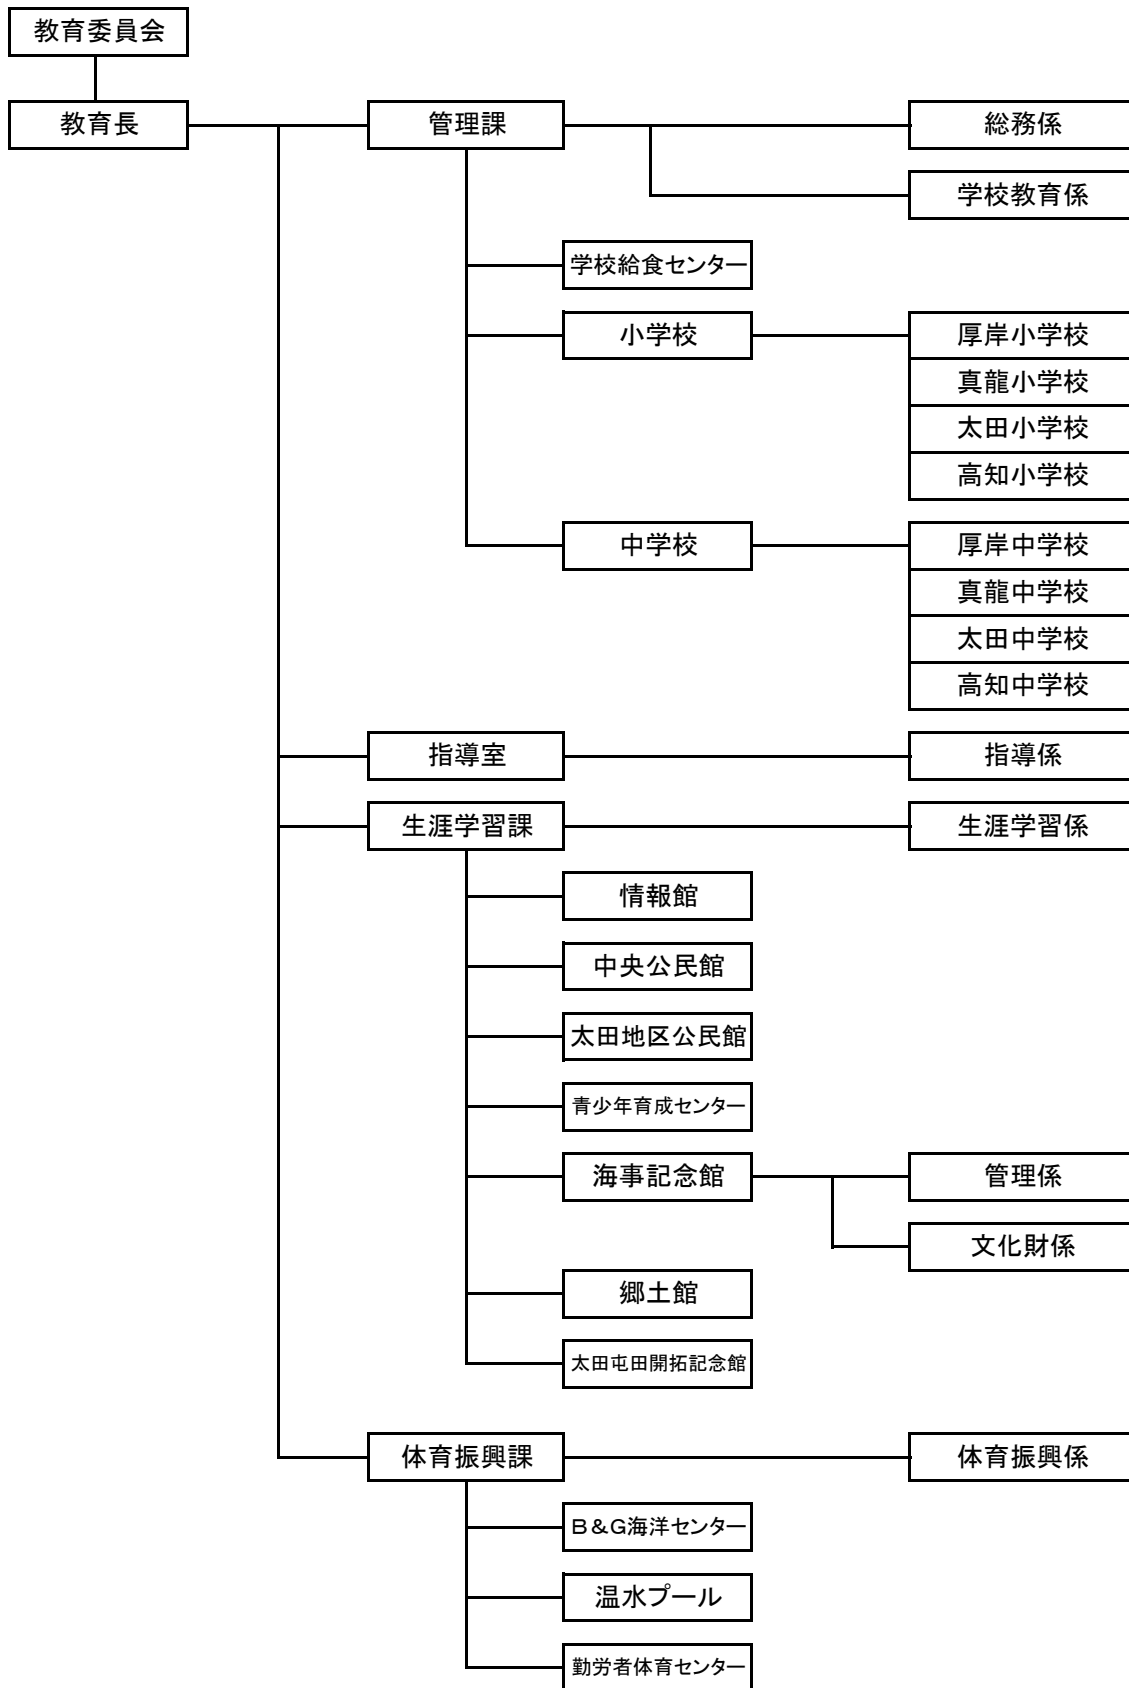 教育委員会
教育長
管理課
総務係
学校教育係
学校給食センター
小学校
厚岸小学校
真龍小学校
太田小学校
高知小学校
中学校
厚岸中学校
真龍中学校
太田中学校
高知中学校
指導室
指導係
生涯学習課
生涯学習係
情報館
中央公民館
太田地区公民館
青少年育成センター
海事記念館
管理係
文化財係
郷土館
太田屯田開拓記念館
体育振興課
体育振興係
B&G海洋センター
温水プール
勤労者体育センター